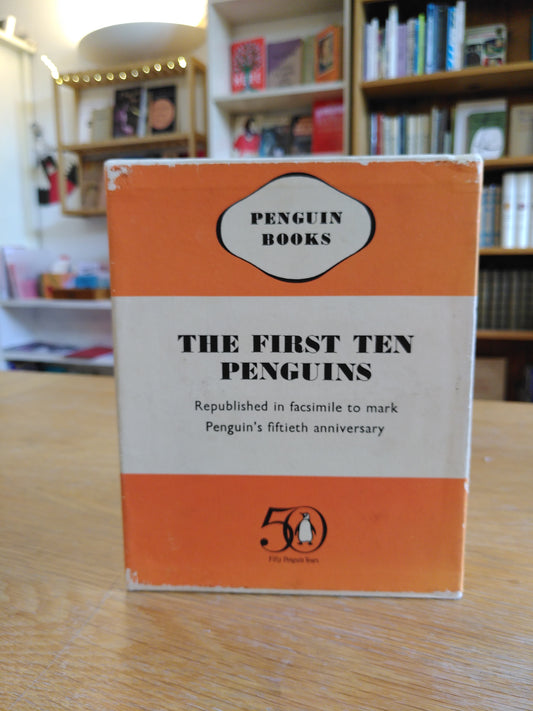 PENGUIN
BOOKS
THE FIRST TEN
PENGUINS
Republished in facsimile to mark
Penguin's fiftieth anniversary
50
Fifty Penguin Years